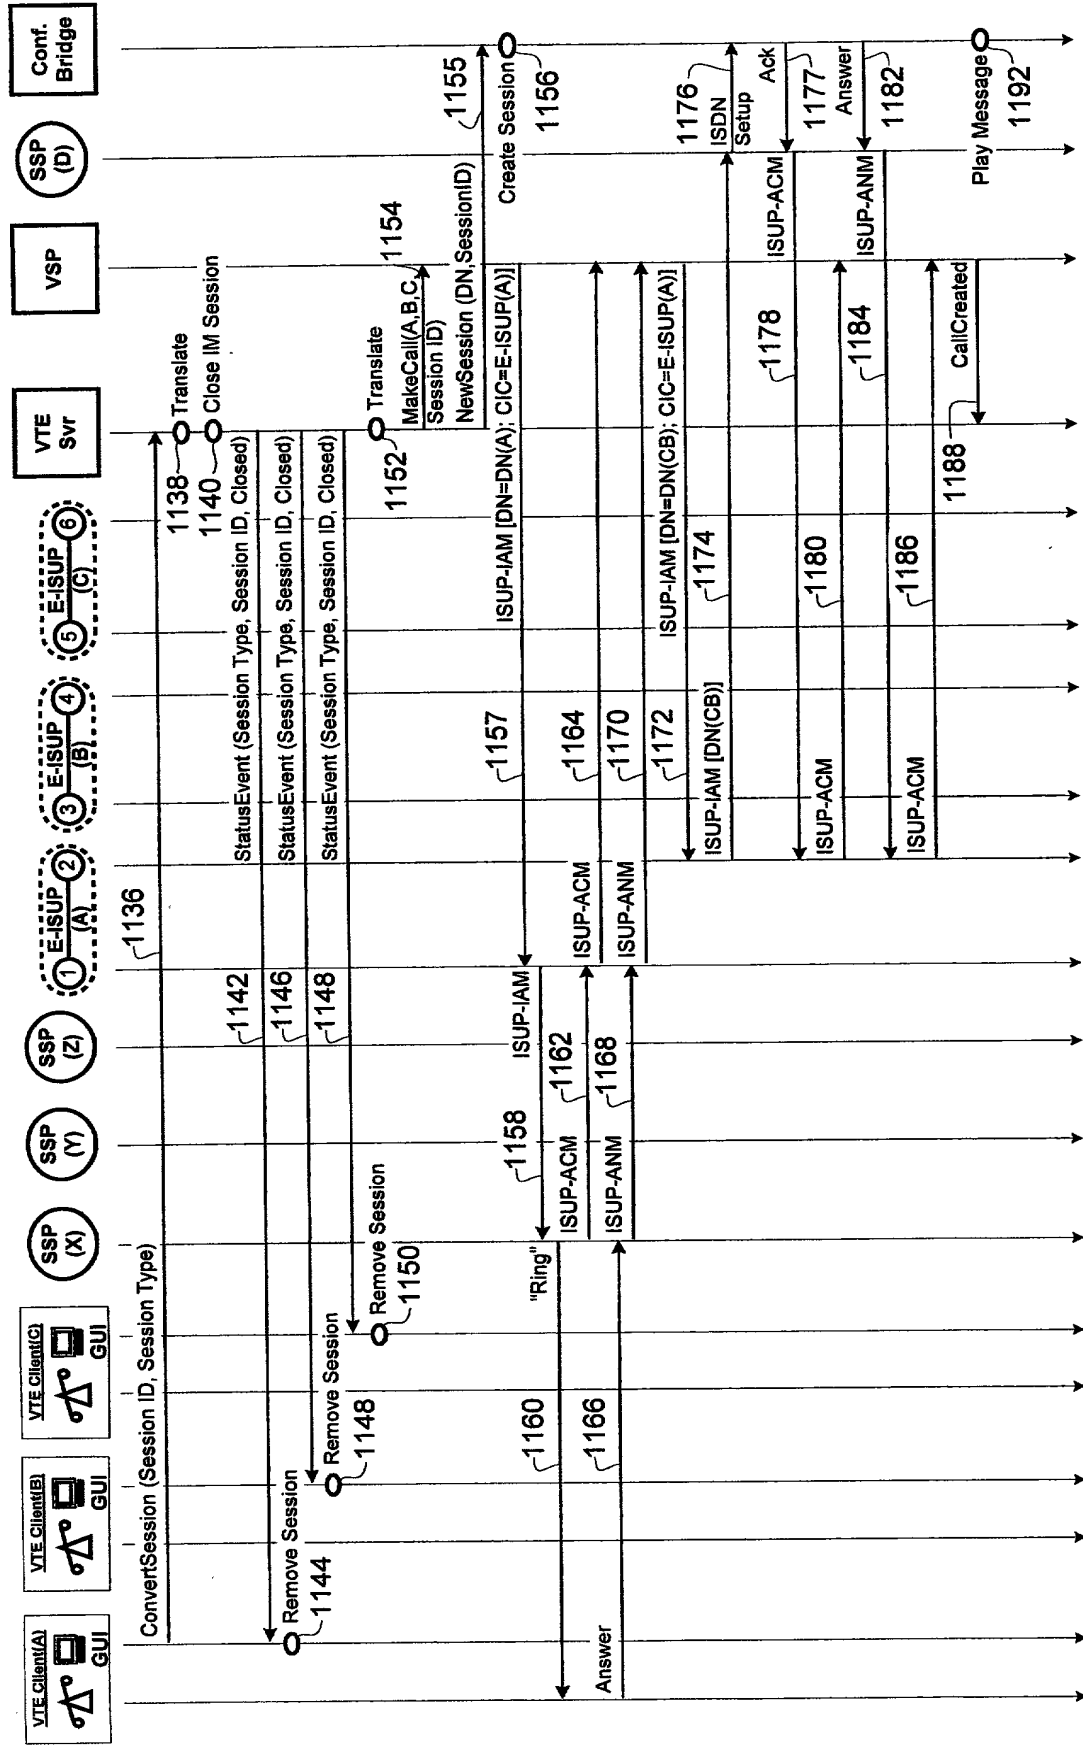 VTE Client(A)
GUI
VTE Client(B)
GUI
VTE Client(C)
GUI
SSP
(X)
SSP
(Y)
SSP
(Z)
1
E-ISUP
(A)
2
3
E-ISUP
(B)
4
5
E-ISUP
(C)
6
VTE
Svr
VSP
SSP
(D)
Conf.
Bridge
ConvertSession (Session ID, Session Type)
1136
Translate
1138
Close IM Session
1140
StatusEvent (Session Type, Session ID, Closed)
1142
Remove Session
1144
StatusEvent (Session Type, Session ID, Closed)
1146
Remove Session
1148
StatusEvent (Session Type, Session ID, Closed)
1148
Remove Session
1150
Translate
1152
MakeCall(A,B,C,
Session ID)
1154
NewSession (DN,SessionID)
1155
Create Session
1156
ISUP-IAM [DN=DN(A); CIC=E-ISUP(A)]
1157
ISUP-IAM
1158
"Ring"
1160
ISUP-ACM
1162
ISUP-ACM
1164
Answer
1166
ISUP-ANM
1168
ISUP-ANM
1170
ISUP-IAM [DN=DN(CB); CIC=E-ISUP(A)]
1172
ISUP-IAM [DN(CB)]
1174
ISDN
Setup
1176
Ack
1177
ISUP-ACM
1178
ISUP-ACM
1180
Answer
1182
ISUP-ANM
1184
ISUP-ACM
1186
CallCreated
1188
Play Message
1192